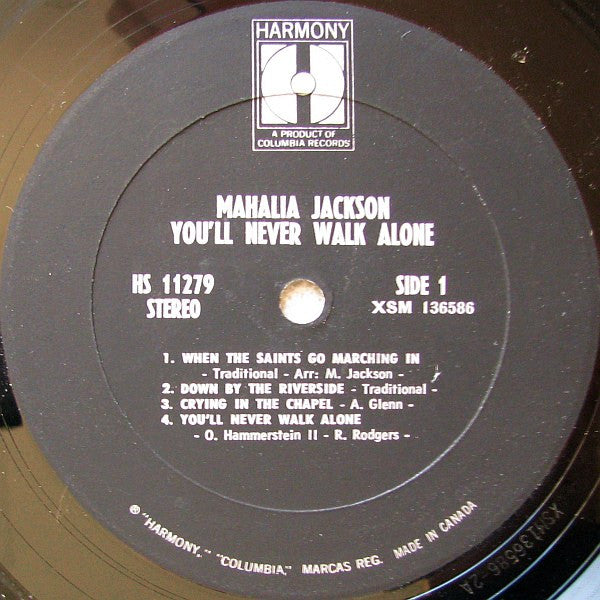 HARMONY
A PRODUCT OF
COLUMBIA RECORDS
MAHALIA JACKSON
YOU'LL NEVER WALK ALONE
HS 11279
STEREO
SIDE 1
XSM 136586
1. WHEN THE SAINTS GO MARCHING IN
- Traditional - Arr: M. Jackson -
2. DOWN BY THE RIVERSIDE - Traditional -
3. CRYING IN THE CHAPEL - A. Glenn -
4. YOU'LL NEVER WALK ALONE
- O. Hammerstein II - R. Rodgers -
® "HARMONY," "COLUMBIA," MARCAS REG. MADE IN CANADA
XSM136586-2A